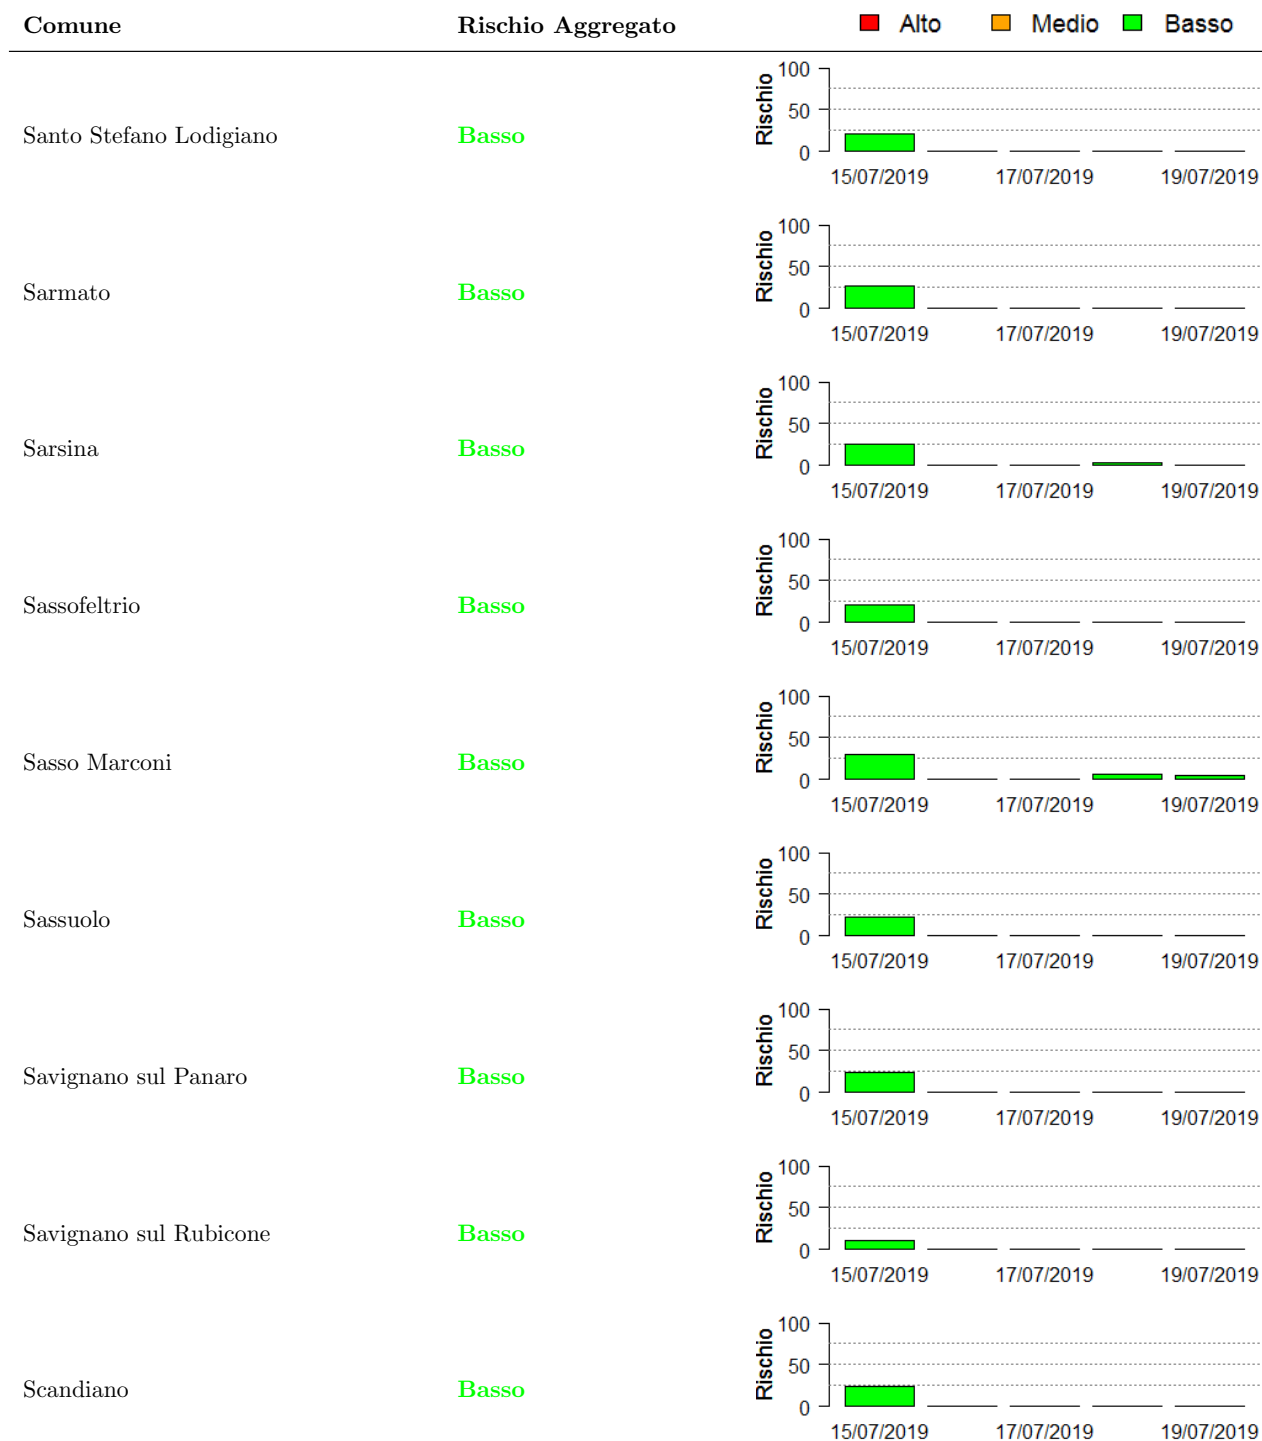 Comune Rischio Aggregato Alto Medio Basso
100
50
0
Rischio
Santo Stefano Lodigiano Basso
15/07/2019 17/07/2019 19/07/2019
100
50
0
Rischio
Sarmato Basso
15/07/2019 17/07/2019 19/07/2019
100
50
0
Rischio
Sarsina Basso
15/07/2019 17/07/2019 19/07/2019
100
50
0
Rischio
Sassofeltrio Basso
15/07/2019 17/07/2019 19/07/2019
100
50
0
Rischio
Sasso Marconi Basso
15/07/2019 17/07/2019 19/07/2019
100
50
0
Rischio
Sassuolo Basso
15/07/2019 17/07/2019 19/07/2019
100
50
0
Rischio
Savignano sul Panaro Basso
15/07/2019 17/07/2019 19/07/2019
100
50
0
Rischio
Savignano sul Rubicone Basso
15/07/2019 17/07/2019 19/07/2019
100
50
0
Rischio
Scandiano Basso
15/07/2019 17/07/2019 19/07/2019